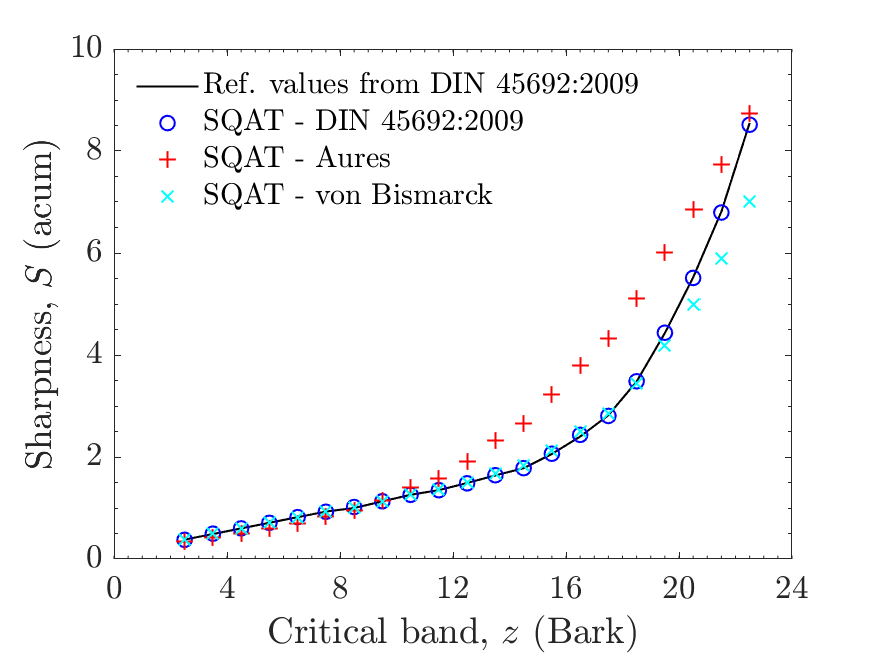 10
8
6
4
2
0
Sharpness, S (acum)
Ref. values from DIN 45692:2009
SQAT - DIN 45692:2009
SQAT - Aures
SQAT - von Bismarck
0 4 8 12 16 20 24
Critical band, z (Bark)